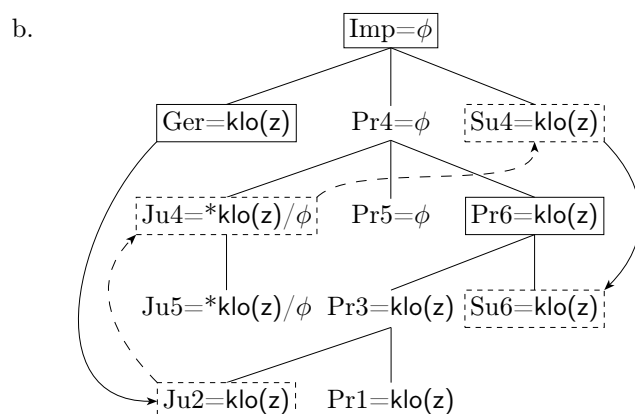 b.
Imp=ϕ
Ger=klo(z) Pr4=ϕ Su4=klo(z)
Ju4=*klo(z)/ϕ Pr5=ϕ Pr6=klo(z)
Ju5=*klo(z)/ϕ Pr3=klo(z) Su6=klo(z)
Ju2=klo(z) Pr1=klo(z)